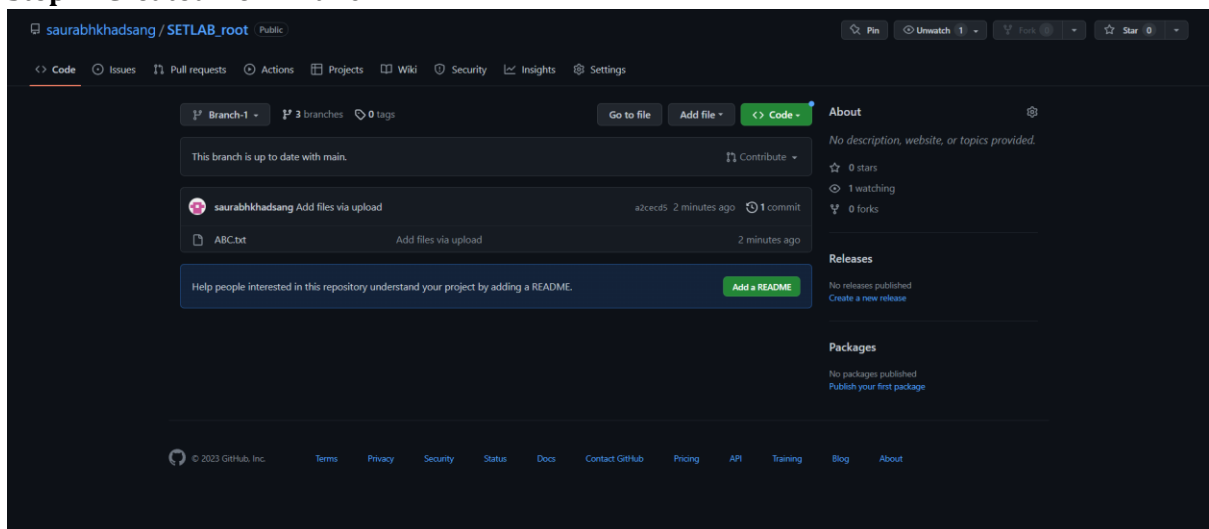 saurabhkhadsang / SETLAB_root Public
Pin Unwatch 1 Fork 0 Star 0
Code Issues Pull requests Actions Projects Wiki Security Insights Settings
Branch-1 3 branches 0 tags Go to file Add file Code
About
No description, website, or topics provided.
This branch is up to date with main. Contribute
0 stars
1 watching
0 forks
saurabhkhadsang Add files via upload a2cecd5 2 minutes ago 1 commit
ABC.txt Add files via upload 2 minutes ago
Help people interested in this repository understand your project by adding a README. Add a README
Releases
No releases published
Create a new release
Packages
No packages published
Publish your first package
© 2023 GitHub, Inc. Terms Privacy Security Status Docs Contact GitHub Pricing API Training Blog About